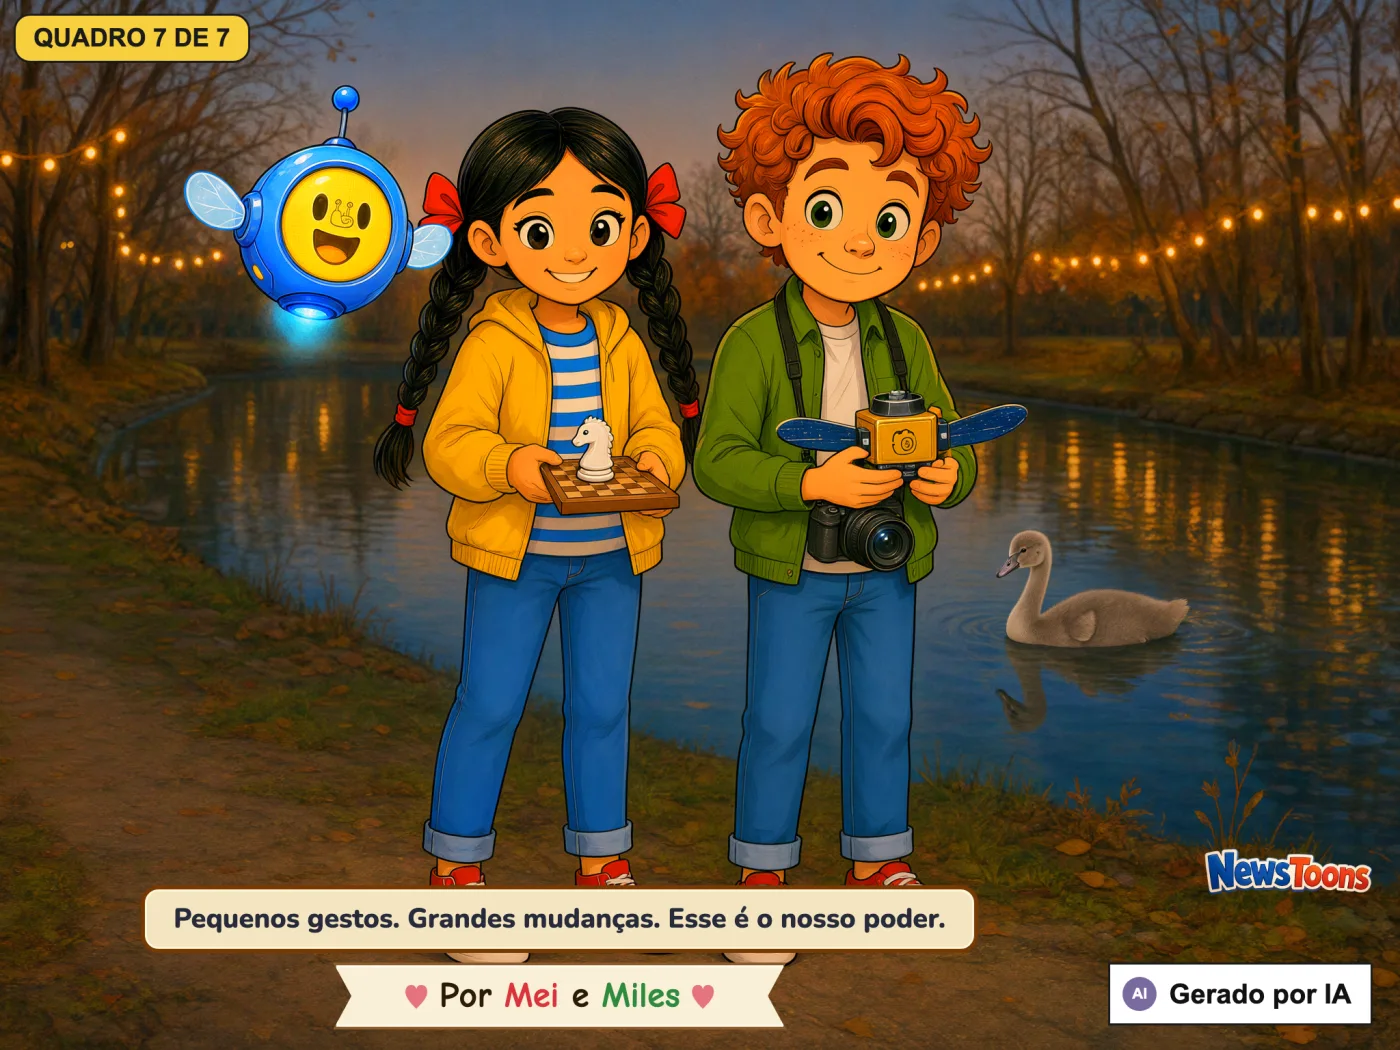 QUADRO 7 DE 7
Pequenos gestos. Grandes mudanças. Esse é o nosso poder.
Por Mei e Miles
NewsToons
AI Gerado por IA